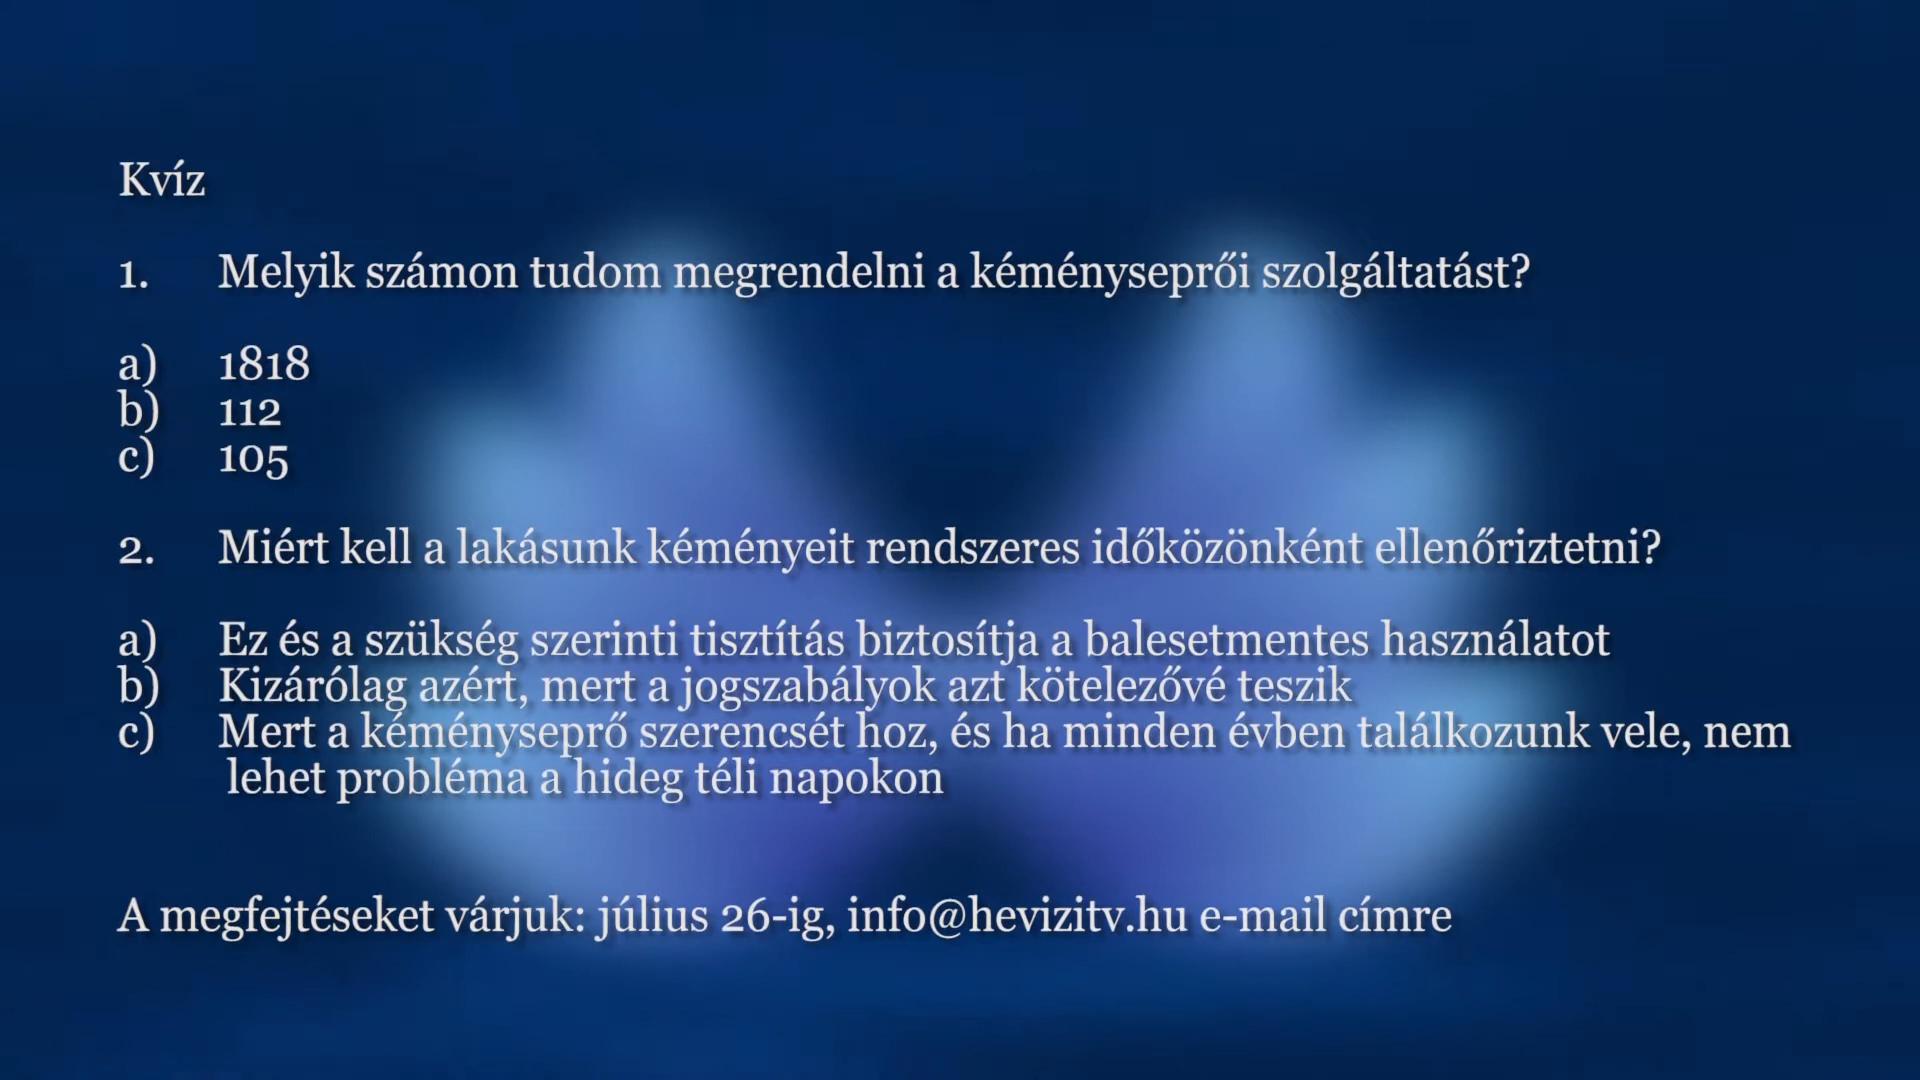 Kvíz
1. Melyik számon tudom megrendelni a kéményseprői szolgáltatást?
a) 1818
b) 112
c) 105
2. Miért kell a lakásunk kéményeit rendszeres időközönként ellenőriztetni?
a) Ez és a szükség szerinti tisztítás biztosítja a balesetmentes használatot
b) Kizárólag azért, mert a jogszabályok azt kötelezővé teszik
c) Mert a kéményseprő szerencsét hoz, és ha minden évben találkozunk vele, nem
lehet probléma a hideg téli napokon
A megfejtéseket várjuk: július 26-ig, info@hevizitv.hu e-mail címre